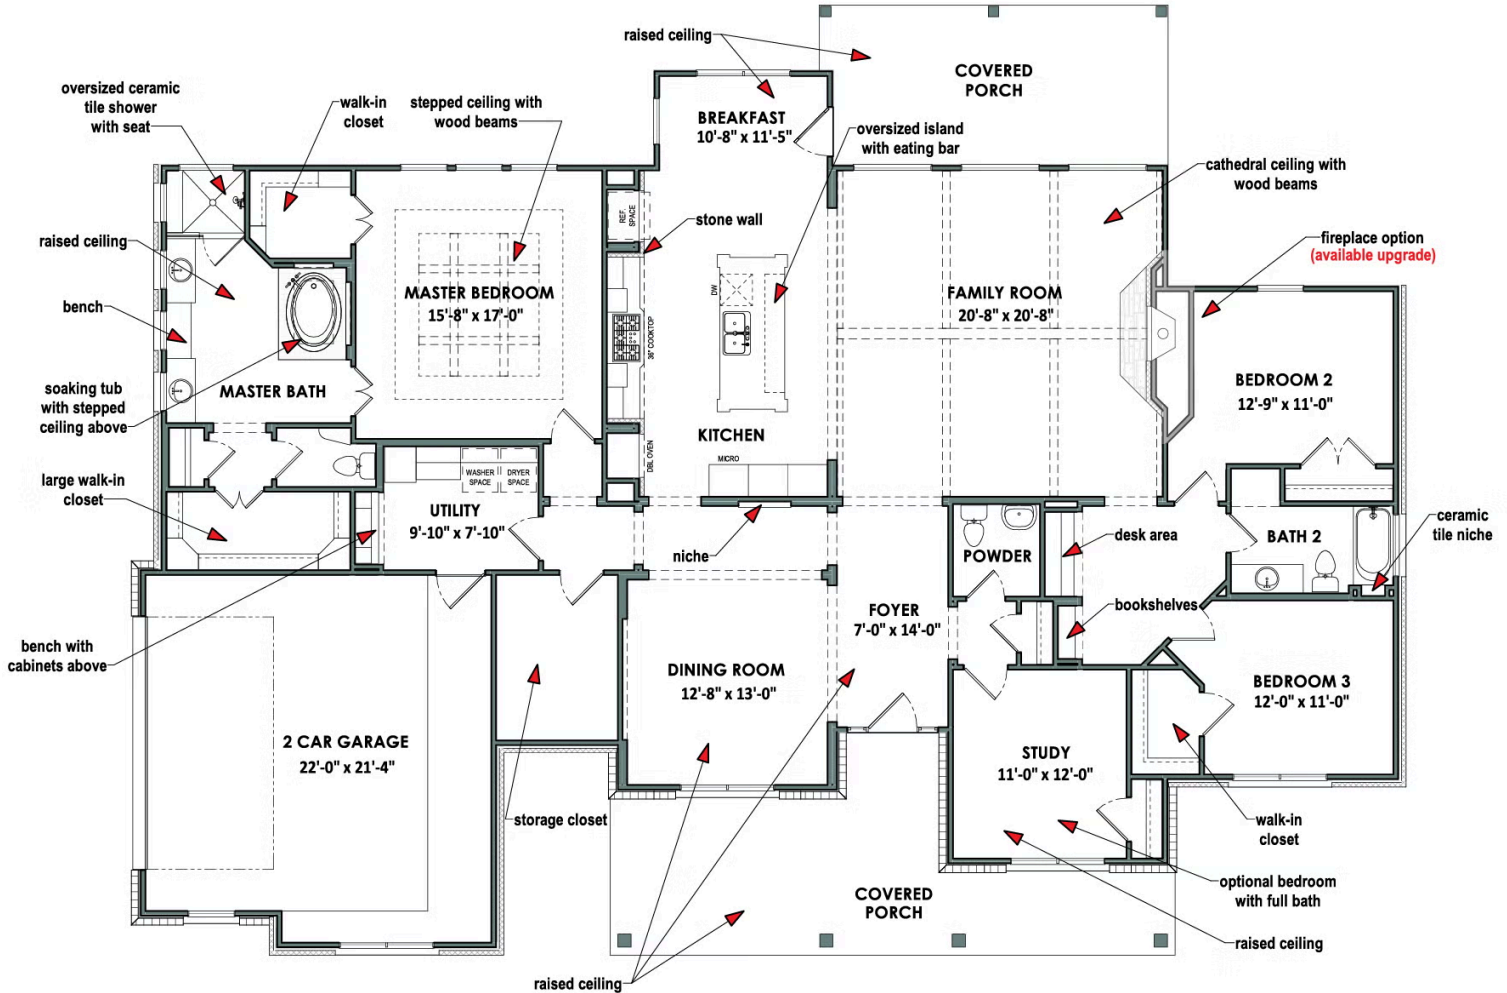 raised ceiling
COVERED
PORCH
oversized ceramic
tile shower
with seat
walk-in
closet
stepped ceiling with
wood beams
BREAKFAST
10'-8" x 11'-5"
oversized island
with eating bar
cathedral ceiling with
wood beams
REF.
SPACE
stone wall
raised ceiling
fireplace option
(available upgrade)
bench
MASTER BEDROOM
15'-8" x 17'-0"
DW
36" COOKTOP
FAMILY ROOM
20'-8" x 20'-8"
soaking tub
with stepped
ceiling above
MASTER BATH
BEDROOM 2
12'-9" x 11'-0"
KITCHEN
DBL OVEN
MICRO
large walk-in
closet
WASHER
SPACE
DRYER
SPACE
UTILITY
9'-10" x 7'-10"
niche
POWDER
desk area
BATH 2
ceramic
tile niche
bench with
cabinets above
FOYER
7'-0" x 14'-0"
bookshelves
DINING ROOM
12'-8" x 13'-0"
BEDROOM 3
12'-0" x 11'-0"
2 CAR GARAGE
22'-0" x 21'-4"
STUDY
11'-0" x 12'-0"
storage closet
walk-in
closet
COVERED
PORCH
optional bedroom
with full bath
raised ceiling
raised ceiling